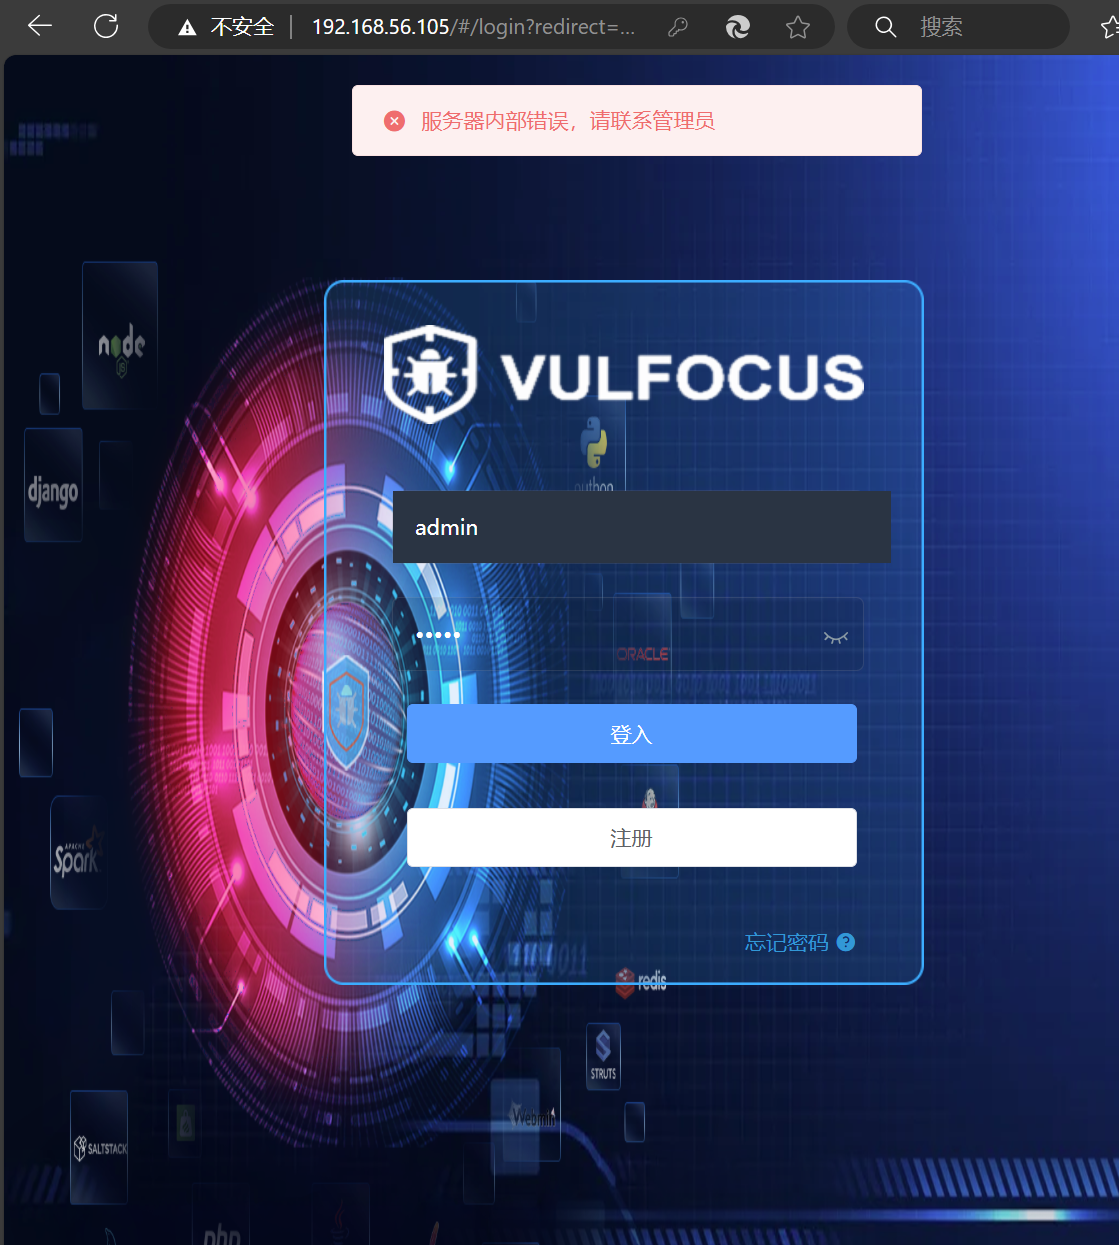 不安全 192.168.56.105/#/login?redirect=... 搜索
服务器内部错误，请联系管理员
node
JS
VULFOCUS
python
django
admin
ORACLE
登入
注册
APACHE
Spark
忘记密码 ?
redis
STRUTS
Webmin
SALTSTACK
php